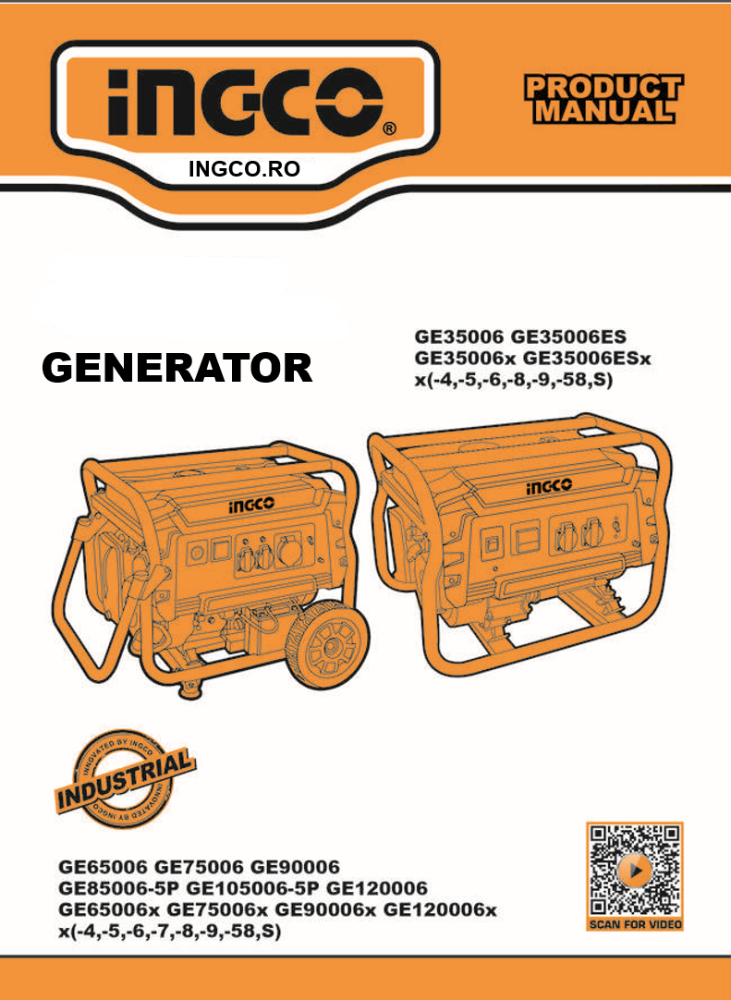 INGCO®
INGCO.RO
PRODUCT
MANUAL
GENERATOR
GE35006 GE35006ES
GE35006x GE35006ESx
x(-4,-5,-6,-8,-9,-58,S)
INGCO
INGCO
INNOVATED BY INGCO
INDUSTRIAL
INNOVATED BY INGCO
GE65006 GE75006 GE90006
GE85006-5P GE105006-5P GE120006
GE65006x GE75006x GE90006x GE120006x
x(-4,-5,-6,-7,-8,-9,-58,S)
SCAN FOR VIDEO